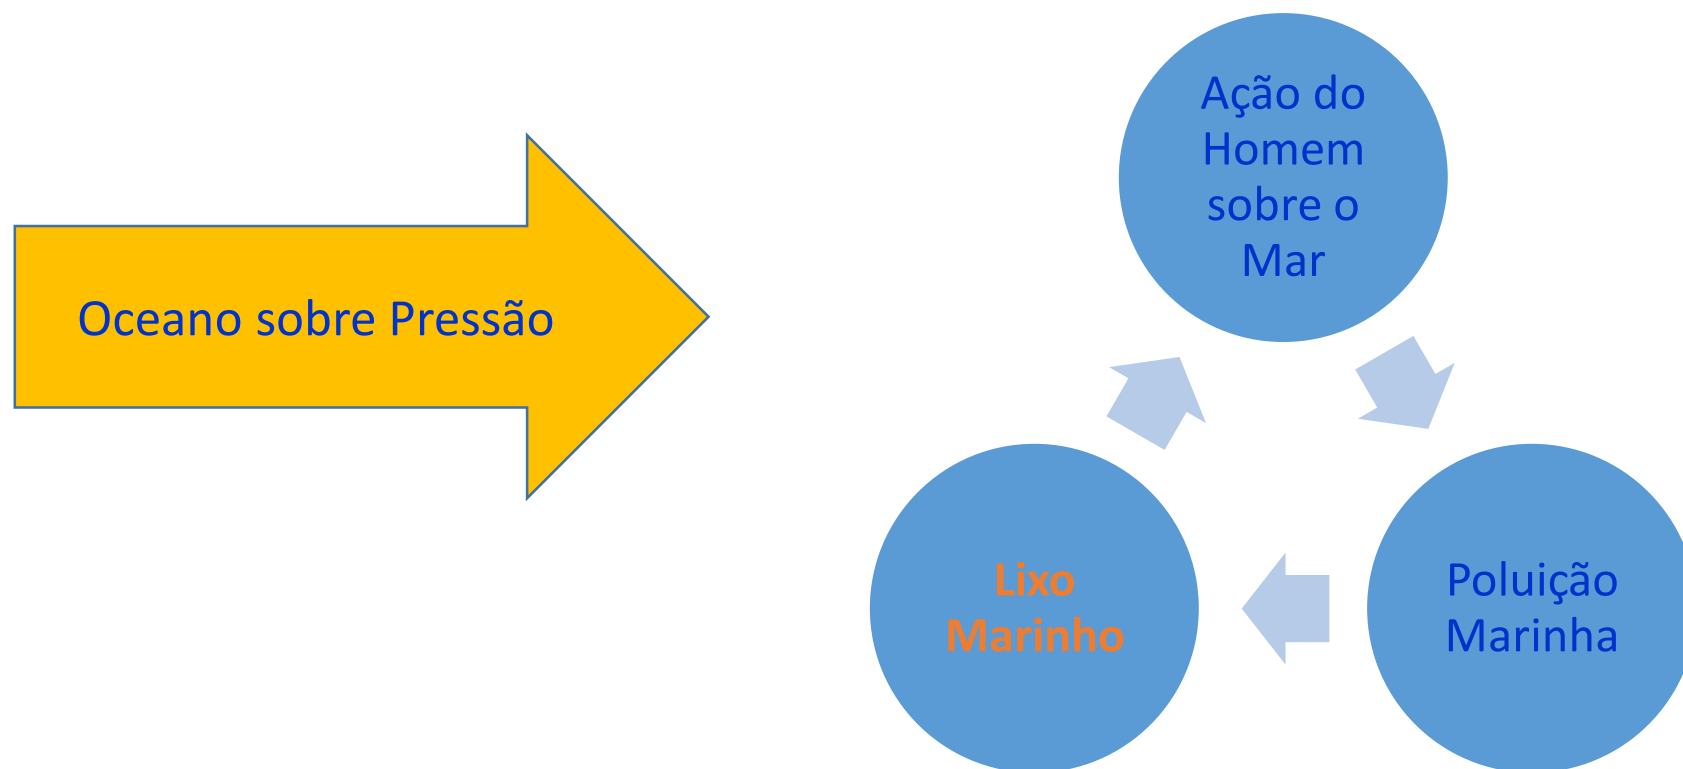 Oceano sobre Pressão
Ação do
Homem
sobre o
Mar
Poluição
Marinha
Lixo
Marinho